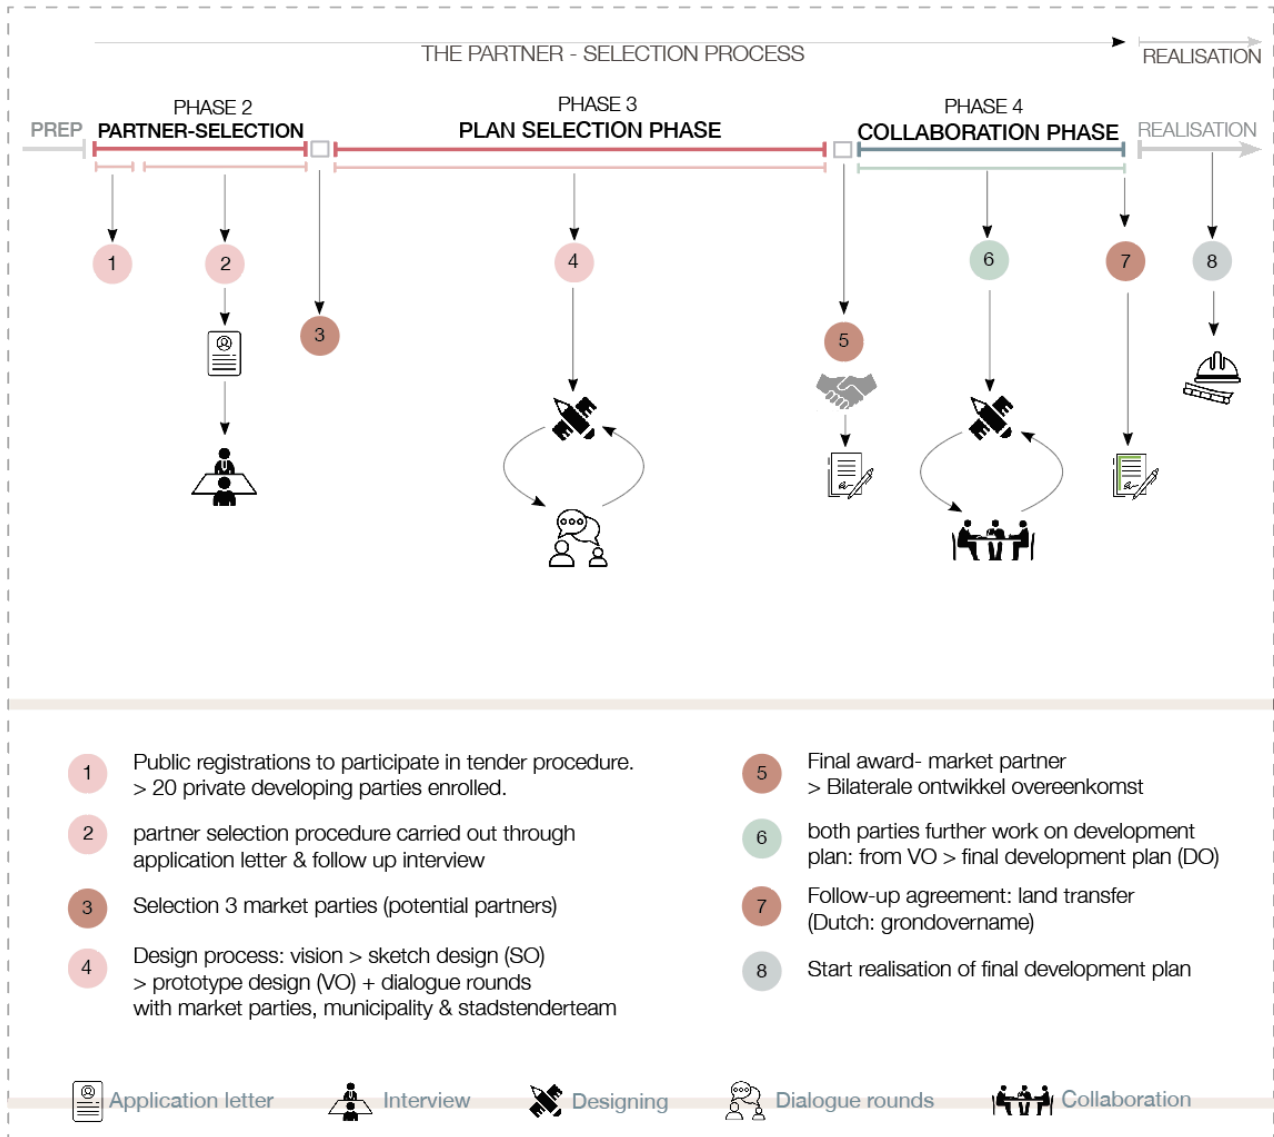 THE PARTNER - SELECTION PROCESS
REALISATION
PHASE 2
PHASE 3
PHASE 4
PREP
PARTNER-SELECTION
PLAN SELECTION PHASE
COLLABORATION PHASE
REALISATION
1
2
3
4
5
6
7
8
1
Public registrations to participate in tender procedure.
> 20 private developing parties enrolled.
2
partner selection procedure carried out through
application letter & follow up interview
3
Selection 3 market parties (potential partners)
4
Design process: vision > sketch design (SO)
> prototype design (VO) + dialogue rounds
with market parties, municipality & stadstenderteam
5
Final award- market partner
> Bilaterale ontwikkel overeenkomst
6
both parties further work on development
plan: from VO > final development plan (DO)
7
Follow-up agreement: land transfer
(Dutch: grondovername)
8
Start realisation of final development plan
Application letter
Interview
Designing
Dialogue rounds
Collaboration